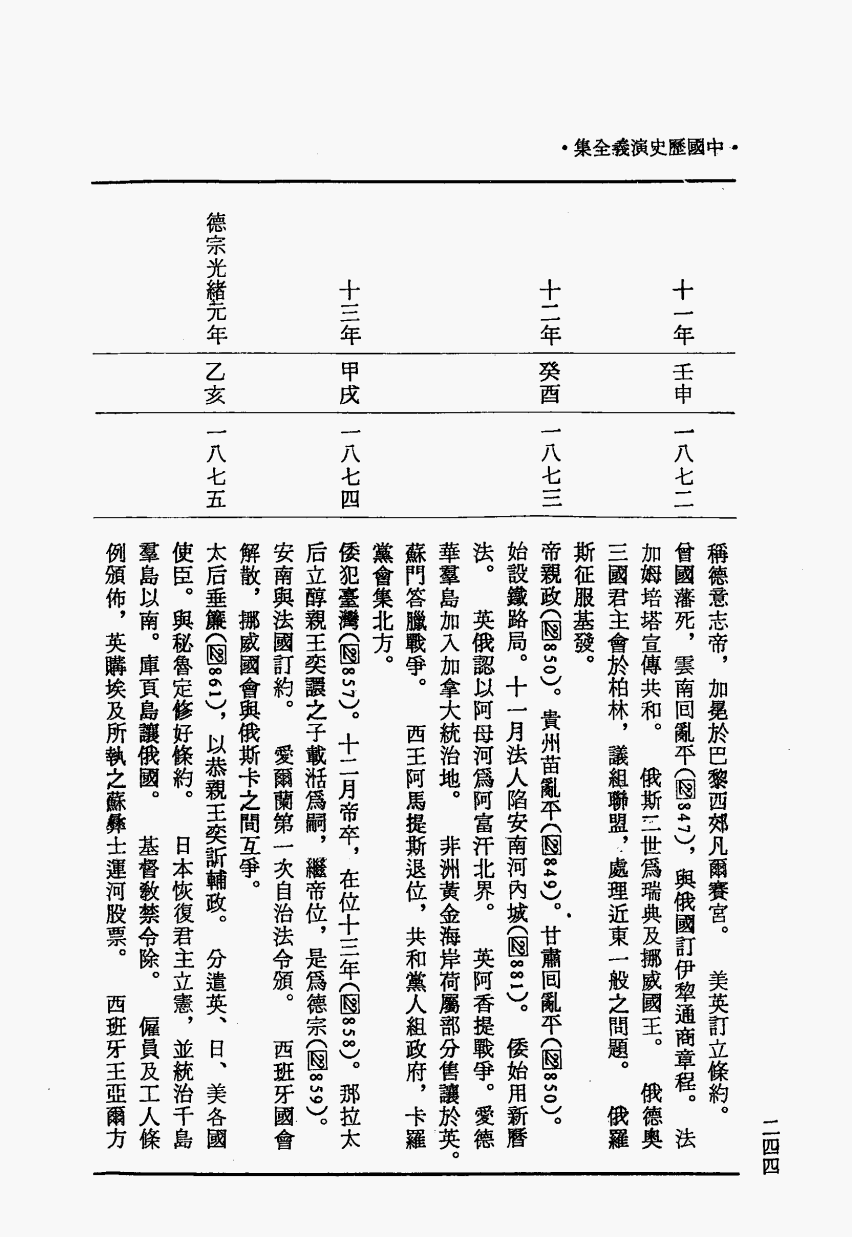 ·中國歷史演義全集·
二四四
十一年 壬申 一八七二
十二年 癸酉 一八七三
十三年 甲戌 一八七四
德宗光緒元年 乙亥 一八七五
稱德意志帝，加冕於巴黎西郊凡爾賽宮。　美英訂立條約。
曾國藩死，雲南回亂平（図847），與俄國訂伊犂通商章程。　法
加姆培塔宣傳共和。　俄斯二世爲瑞典及挪威國王。　俄德奧
三國君主會於柏林，議組聯盟，處理近東一般之問題。　俄羅
斯征服基發。
帝親政（図850）。貴州苗亂平（図849）。甘肅回亂平（図850）。
始設鐵路局。十一月法人陷安南河內城（図881）。　倭始用新曆
法。　英俄認以阿母河爲阿富汗北界。　英阿香提戰爭。愛德
華羣島加入加拿大統治地。　非洲黃金海岸荷屬部分售讓於英。
蘇門答臘戰爭。　西王阿馬提斯退位，共和黨人組政府，卡羅
黨會集北方。
倭犯臺灣（図857）。十二月帝卒，在位十三年（図858）。那拉太
后立醇親王奕譞之子載湉爲嗣，繼帝位，是爲德宗（図859）。
安南與法國訂約。　愛爾蘭第一次自治法令頒。　西班牙國會
解散，挪威國會與俄斯卡之間互爭。
太后垂簾（図861），以恭親王奕訢輔政。　分遣英、日、美各國
使臣。與秘魯定修好條約。　日本恢復君主立憲，並統治千島
羣島以南。庫頁島讓俄國。　基督敎禁令除。　僱員及工人條
例頒佈，英購埃及所執之蘇彝士運河股票。　西班牙王亞爾方